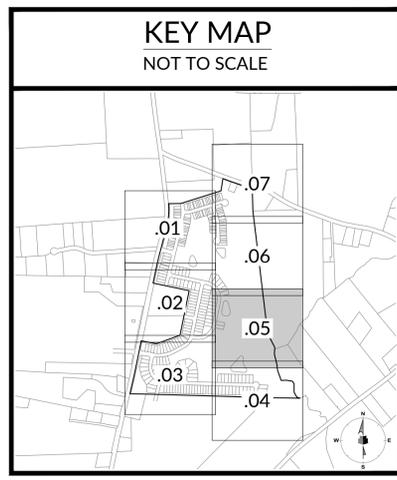 KEY MAP
NOT TO SCALE
.07
.01
.06
.02
.05
.03
.04
N
W E
S